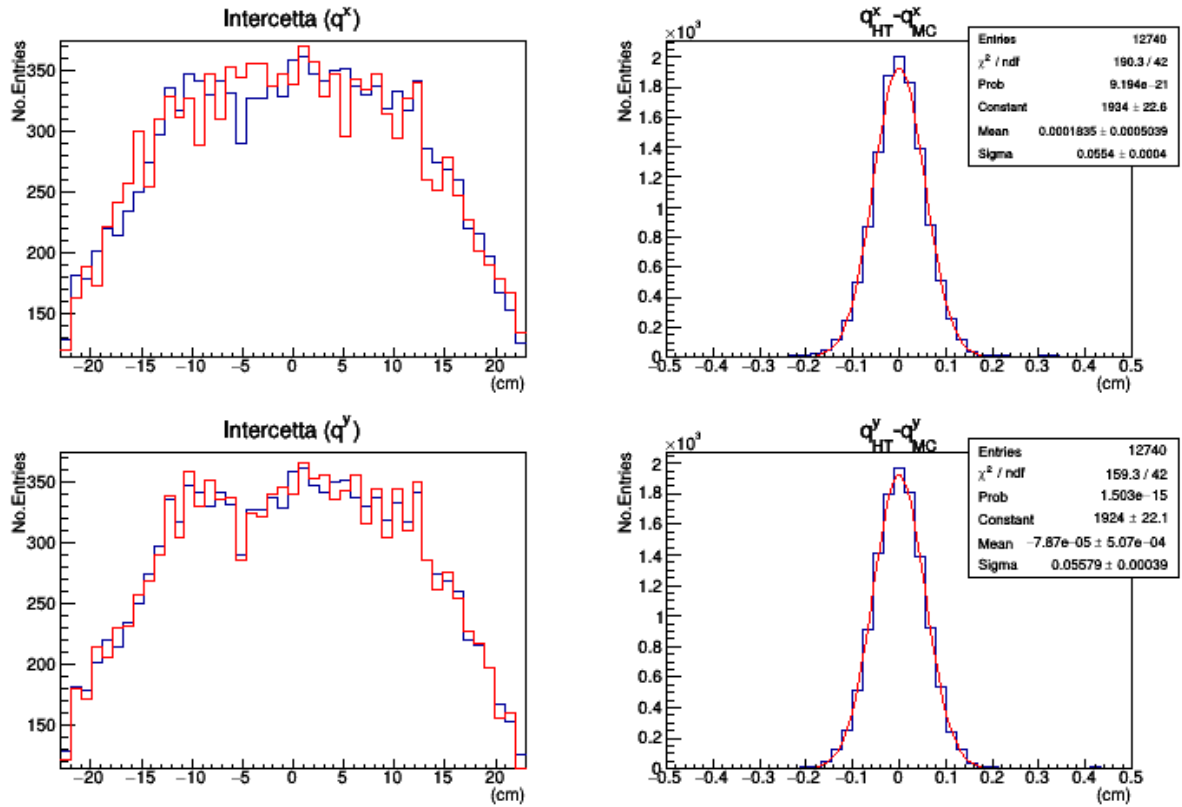 Intercetta (q^x)
No.Entries
350
300
250
200
150
−20 −15 −10 −5 0 5 10 15 20
(cm)
q^x_HT-q^x_MC
×10^3
No.Entries
2
1.8
1.6
1.4
1.2
1
0.8
0.6
0.4
0.2
0
−0.5 −0.4 −0.3 −0.2 −0.1 0 0.1 0.2 0.3 0.4 0.5
(cm)
Entries 12740
χ² / ndf 190.3 / 42
Prob 9.194e−21
Constant 1934 ± 22.6
Mean 0.0001835 ± 0.0005039
Sigma 0.0554 ± 0.0004
Intercetta (q^y)
No.Entries
350
300
250
200
150
−20 −15 −10 −5 0 5 10 15 20
(cm)
q^y_HT-q^y_MC
×10^3
No.Entries
2
1.8
1.6
1.4
1.2
1
0.8
0.6
0.4
0.2
0
−0.5 −0.4 −0.3 −0.2 −0.1 0 0.1 0.2 0.3 0.4 0.5
(cm)
Entries 12740
χ² / ndf 159.3 / 42
Prob 1.503e−15
Constant 1924 ± 22.1
Mean −7.87e−05 ± 5.07e−04
Sigma 0.05579 ± 0.00039